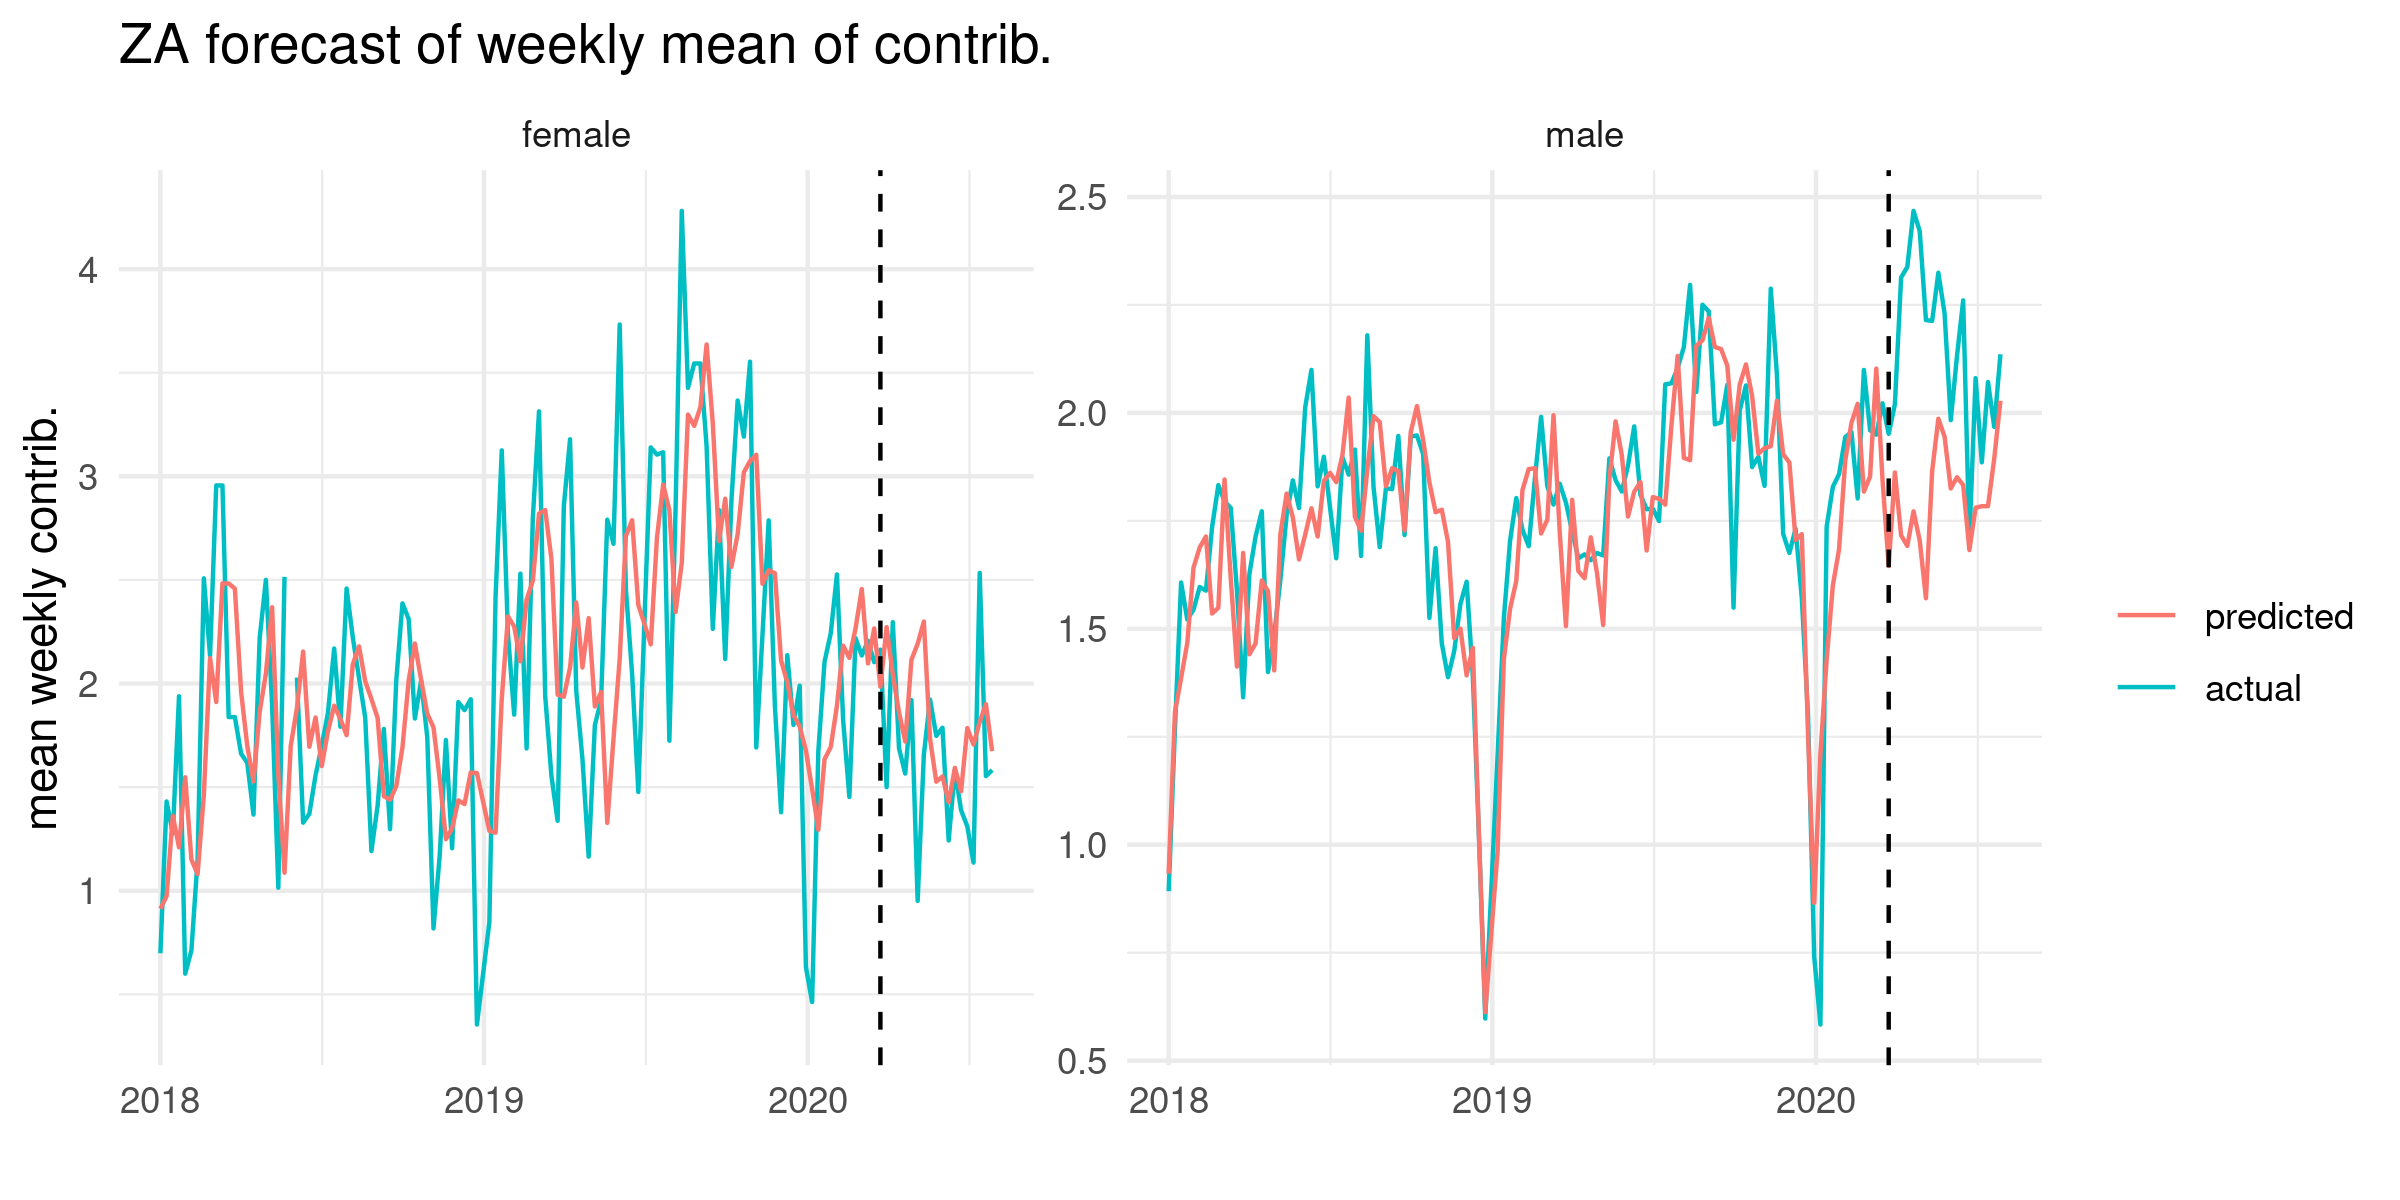 ZA forecast of weekly mean of contrib.
female
male
mean weekly contrib.
4
3
2
1
2018
2019
2020
2.5
2.0
1.5
1.0
0.5
2018
2019
2020
predicted
actual